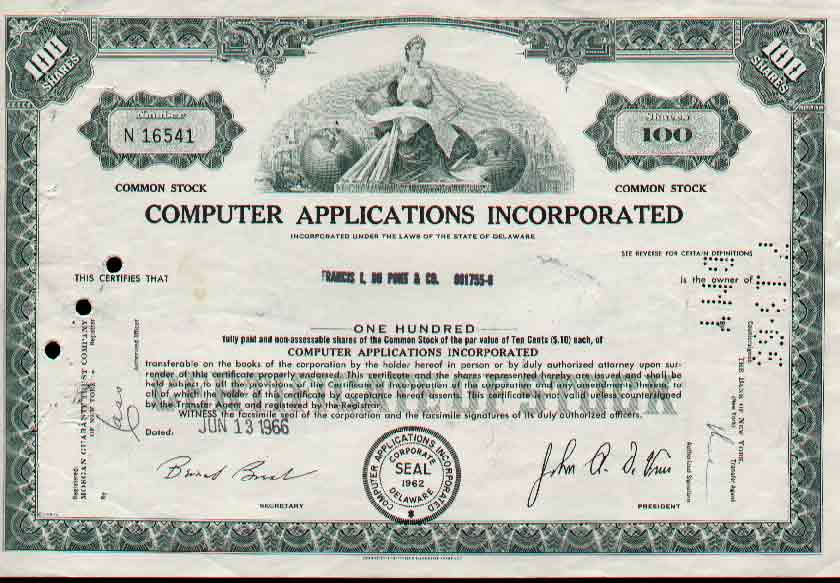 100 SHARES
100 SHARES
Number
N 16541
Shares
100
COMMON STOCK
COMMON STOCK
COMPUTER APPLICATIONS INCORPORATED
INCORPORATED UNDER THE LAWS OF THE STATE OF DELAWARE
SEE REVERSE FOR CERTAIN DEFINITIONS
THIS CERTIFIES THAT
FRANCIS I. DU PONT & CO. 001755-8
is the owner of
ONE HUNDRED
fully paid and non-assessable shares of the Common Stock of the par value of Ten Cents ($.10) each, of
COMPUTER APPLICATIONS INCORPORATED
transferable on the books of the corporation by the holder hereof in person or by duly authorized attorney upon sur-
render of this certificate properly endorsed. This certificate and the shares represented hereby are issued and shall be
held subject to all the provisions of the Certificate of Incorporation of the corporation and amendments thereto, to
all of which the holder of this certificate by acceptance hereof assents. This certificate is not valid unless countersigned
by the Transfer Agent and registered by the Registrar.
WITNESS the facsimile seal of the corporation and the facsimile signatures of its duly authorized officers.
Dated:
JUN 13 1966
COMPUTER APPLICATIONS INCORPORATED
CORPORATE
SEAL
1962
DELAWARE
SECRETARY
John A. De Vries
PRESIDENT
Registered:
MORGAN GUARANTY TRUST COMPANY
OF NEW YORK
Registrar
By
Authorized Officer
Countersigned:
THE BANK OF NEW YORK
(New York)
Transfer Agent
Authorized Signature